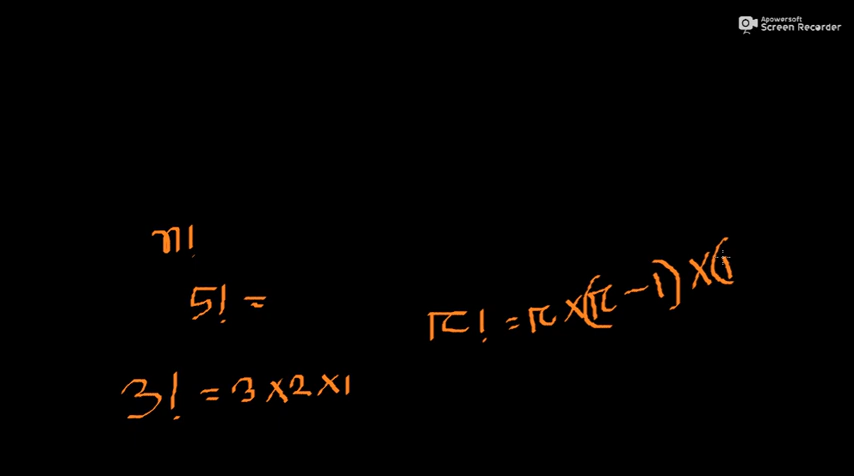 Apowersoft
Screen Recorder
n!
5! =
π! = π × (π - 1) × (
3! = 3 × 2 × 1